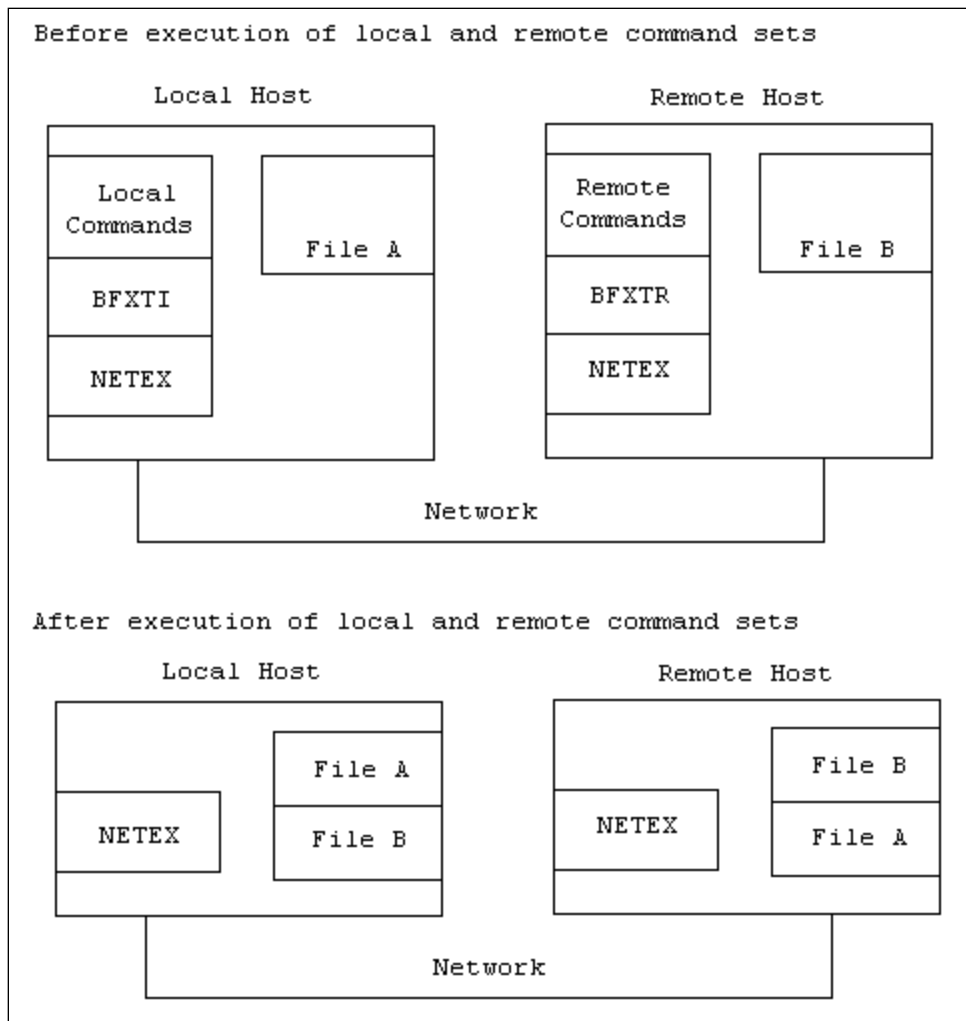 Before execution of local and remote command sets
Local Host
Remote Host
Local
Commands
BFXTI
NETEX
File A
Remote
Commands
BFXTR
NETEX
File B
Network
After execution of local and remote command sets
Local Host
Remote Host
NETEX
File A
File B
NETEX
File B
File A
Network